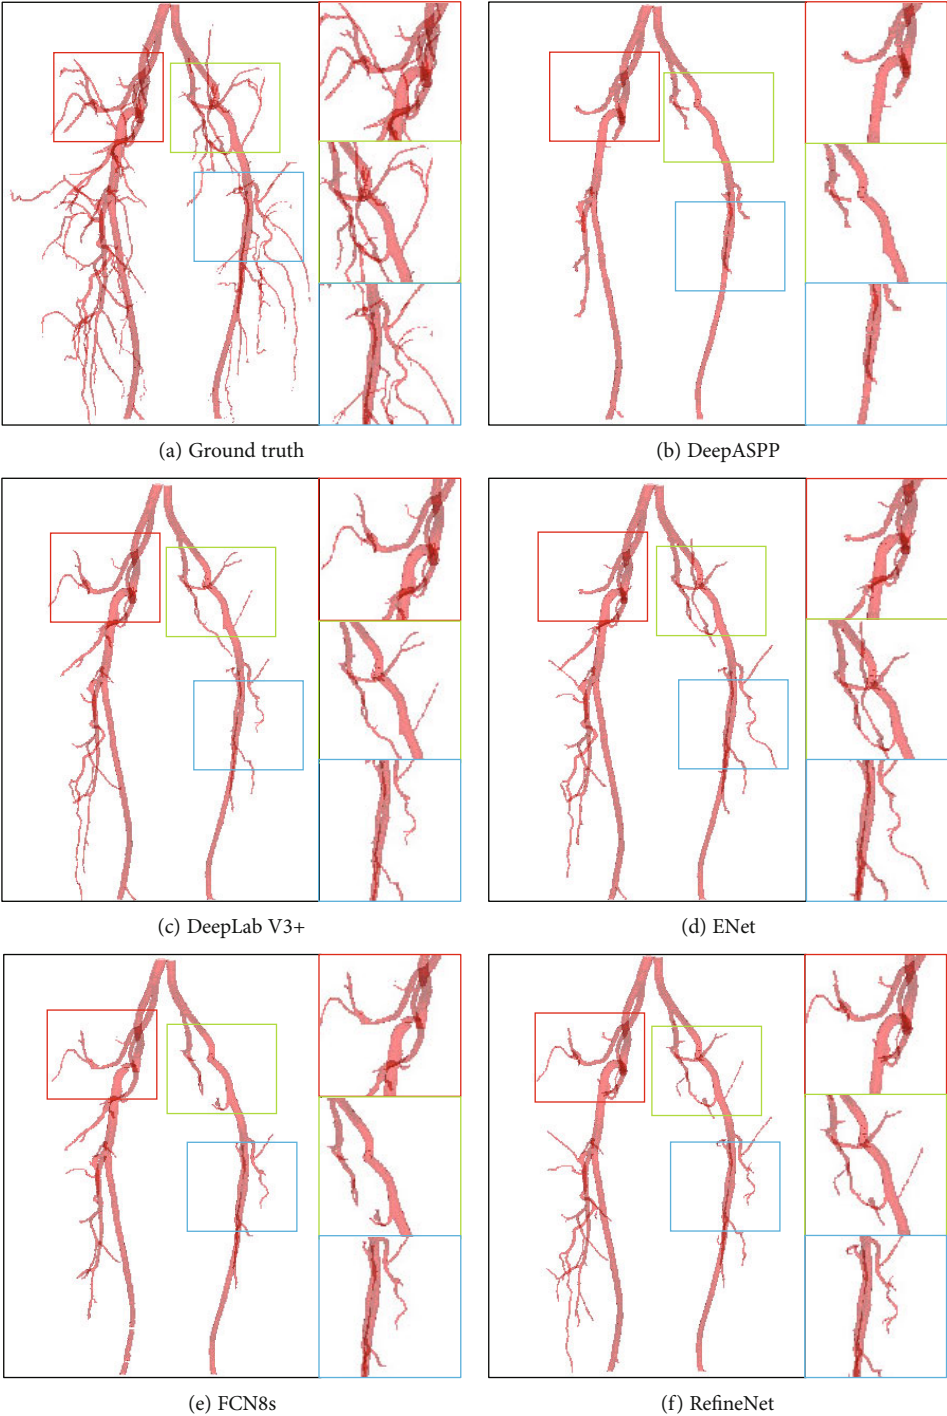 (a) Ground truth
(b) DeepASPP
(c) DeepLab V3+
(d) ENet
(e) FCN8s
(f) RefineNet